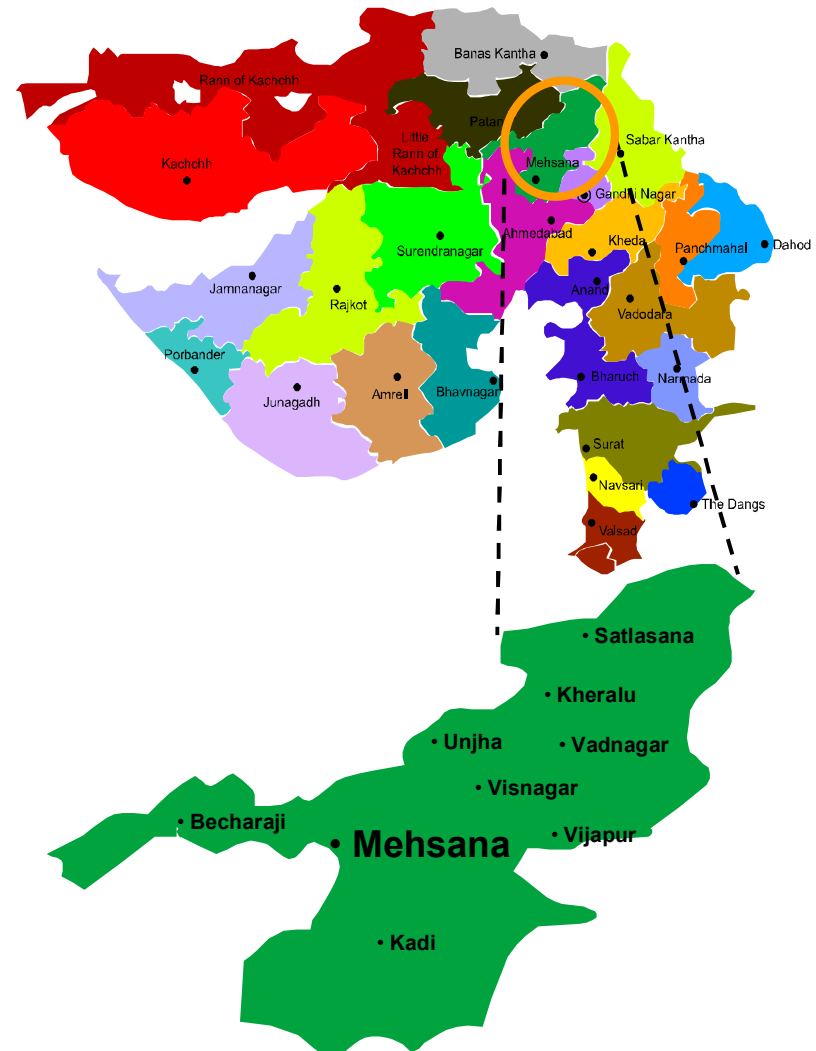 Banas Kantha
Rann of Kachchh
Patan
Little
Rann of
Kachchh
Sabar Kantha
Kachchh
Mehsana
Gandhi Nagar
Ahmedabad
Surendranagar
Kheda
Panchmahal
Dahod
Jamnanagar
Anand
Rajkot
Vadodara
Porbander
Junagadh
Amreli
Bhavnagar
Bharuch
Narmada
Surat
Navsari
The Dangs
Valsad
Satlasana
Kheralu
Unjha
Vadnagar
Visnagar
Becharaji
Mehsana
Vijapur
Kadi